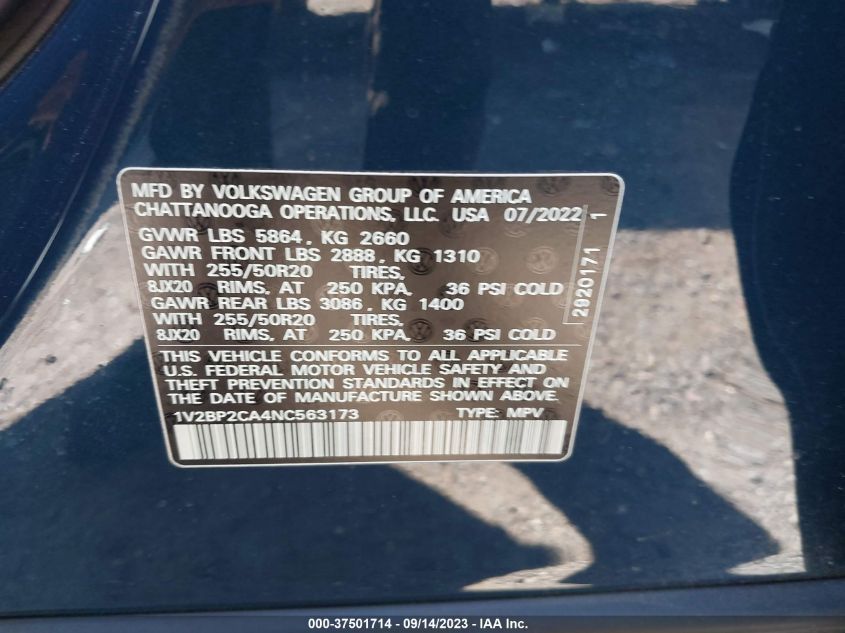 MFD BY VOLKSWAGEN GROUP OF AMERICA
CHATTANOOGA OPERATIONS, LLC. USA 07/2022
GVWR LBS 5864, KG 2660
GAWR FRONT LBS 2888, KG 1310
WITH 255/50R20 TIRES,
8JX20 RIMS, AT 250 KPA, 36 PSI COLD
GAWR REAR LBS 3086, KG 1400
WITH 255/50R20 TIRES,
8JX20 RIMS, AT 250 KPA, 36 PSI COLD
2920171 1
THIS VEHICLE CONFORMS TO ALL APPLICABLE
U.S. FEDERAL MOTOR VEHICLE SAFETY AND
THEFT PREVENTION STANDARDS IN EFFECT ON
THE DATE OF MANUFACTURE SHOWN ABOVE.
1V2BP2CA4NC563173 TYPE: MPV
000-37501714 - 09/14/2023 - IAA Inc.